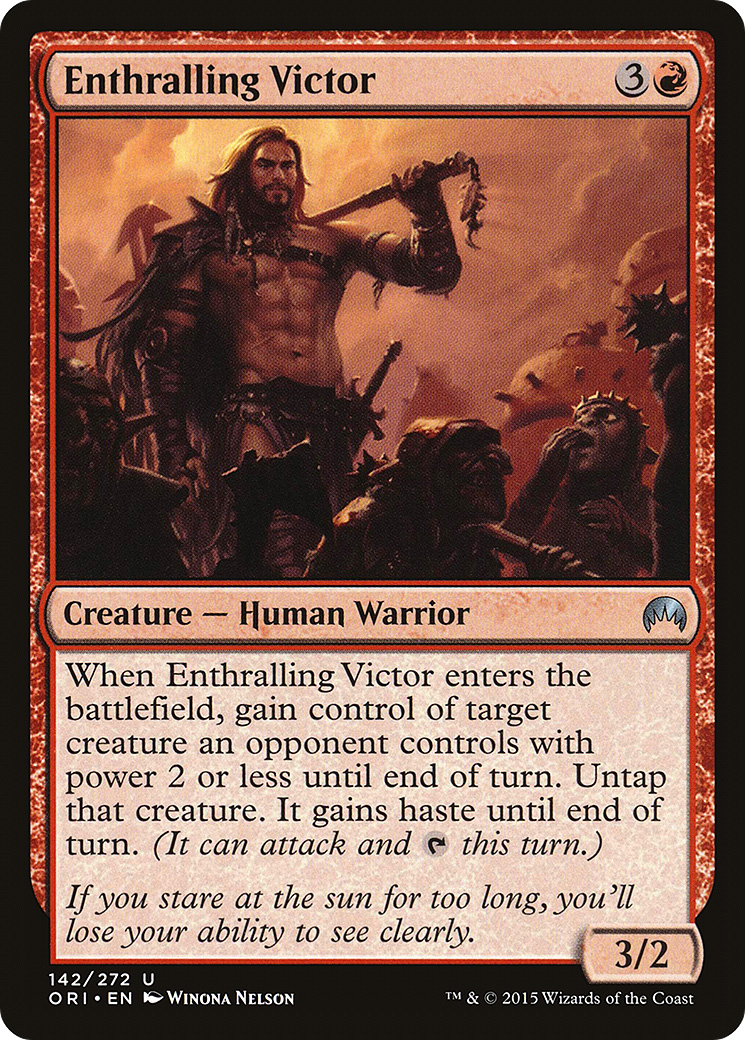 Enthralling Victor 3
Creature — Human Warrior
When Enthralling Victor enters the
battlefield, gain control of target
creature an opponent controls with
power 2 or less until end of turn. Untap
that creature. It gains haste until end of
turn. (It can attack and this turn.)
If you stare at the sun for too long, you'll
lose your ability to see clearly.
3/2
142/272 U
ORI • EN Winona Nelson
™ & © 2015 Wizards of the Coast